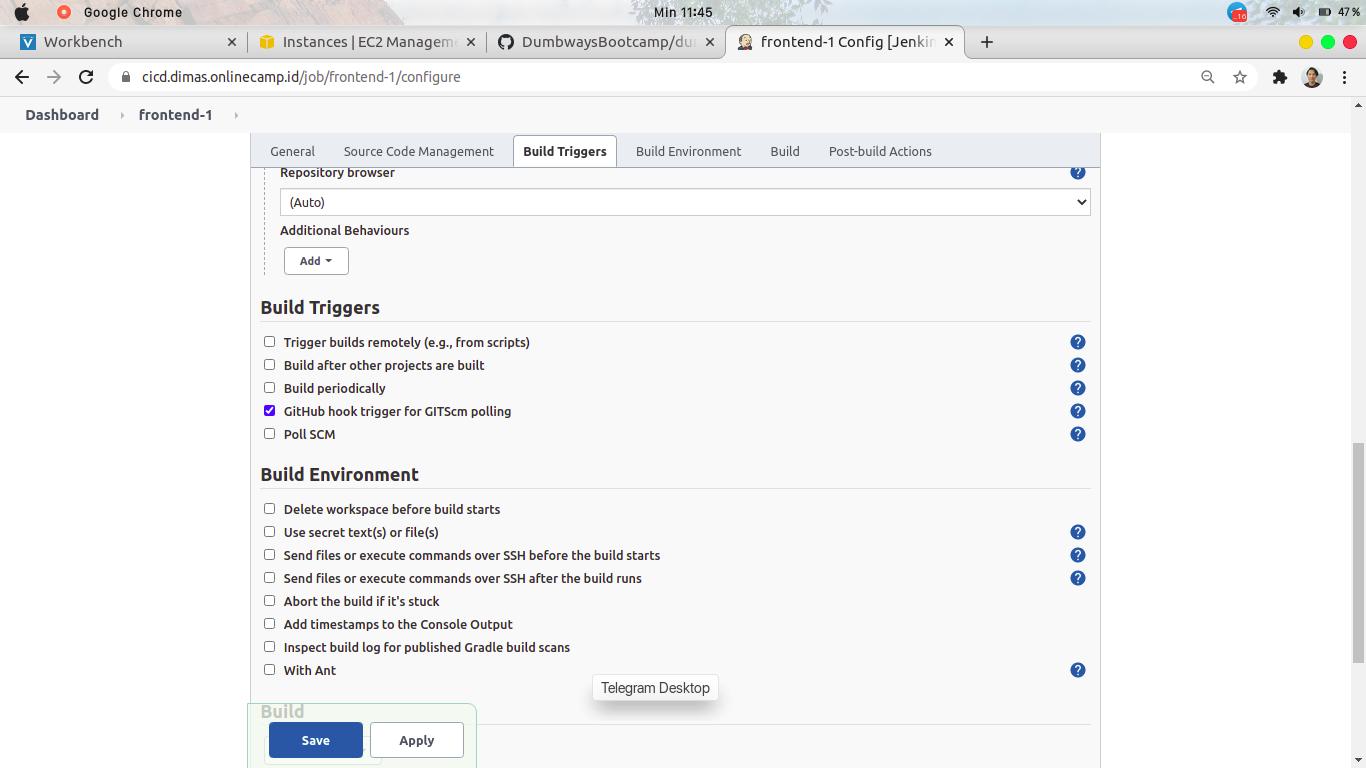 Google Chrome
Min 11:45
16
47 %
Workbench
Instances | EC2 Managem
DumbwaysBootcamp/du
frontend-1 Config [Jenkin
cicd.dimas.onlinecamp.id/job/frontend-1/configure
Dashboard
frontend-1
General
Source Code Management
Build Triggers
Build Environment
Build
Post-build Actions
Repository browser
?
(Auto)
Additional Behaviours
Add
Build Triggers
Trigger builds remotely (e.g., from scripts)
?
Build after other projects are built
?
Build periodically
?
GitHub hook trigger for GITScm polling
?
Poll SCM
?
Build Environment
Delete workspace before build starts
Use secret text(s) or file(s)
?
Send files or execute commands over SSH before the build starts
?
Send files or execute commands over SSH after the build runs
?
Abort the build if it's stuck
Add timestamps to the Console Output
Inspect build log for published Gradle build scans
With Ant
?
Telegram Desktop
Build
Save
Apply